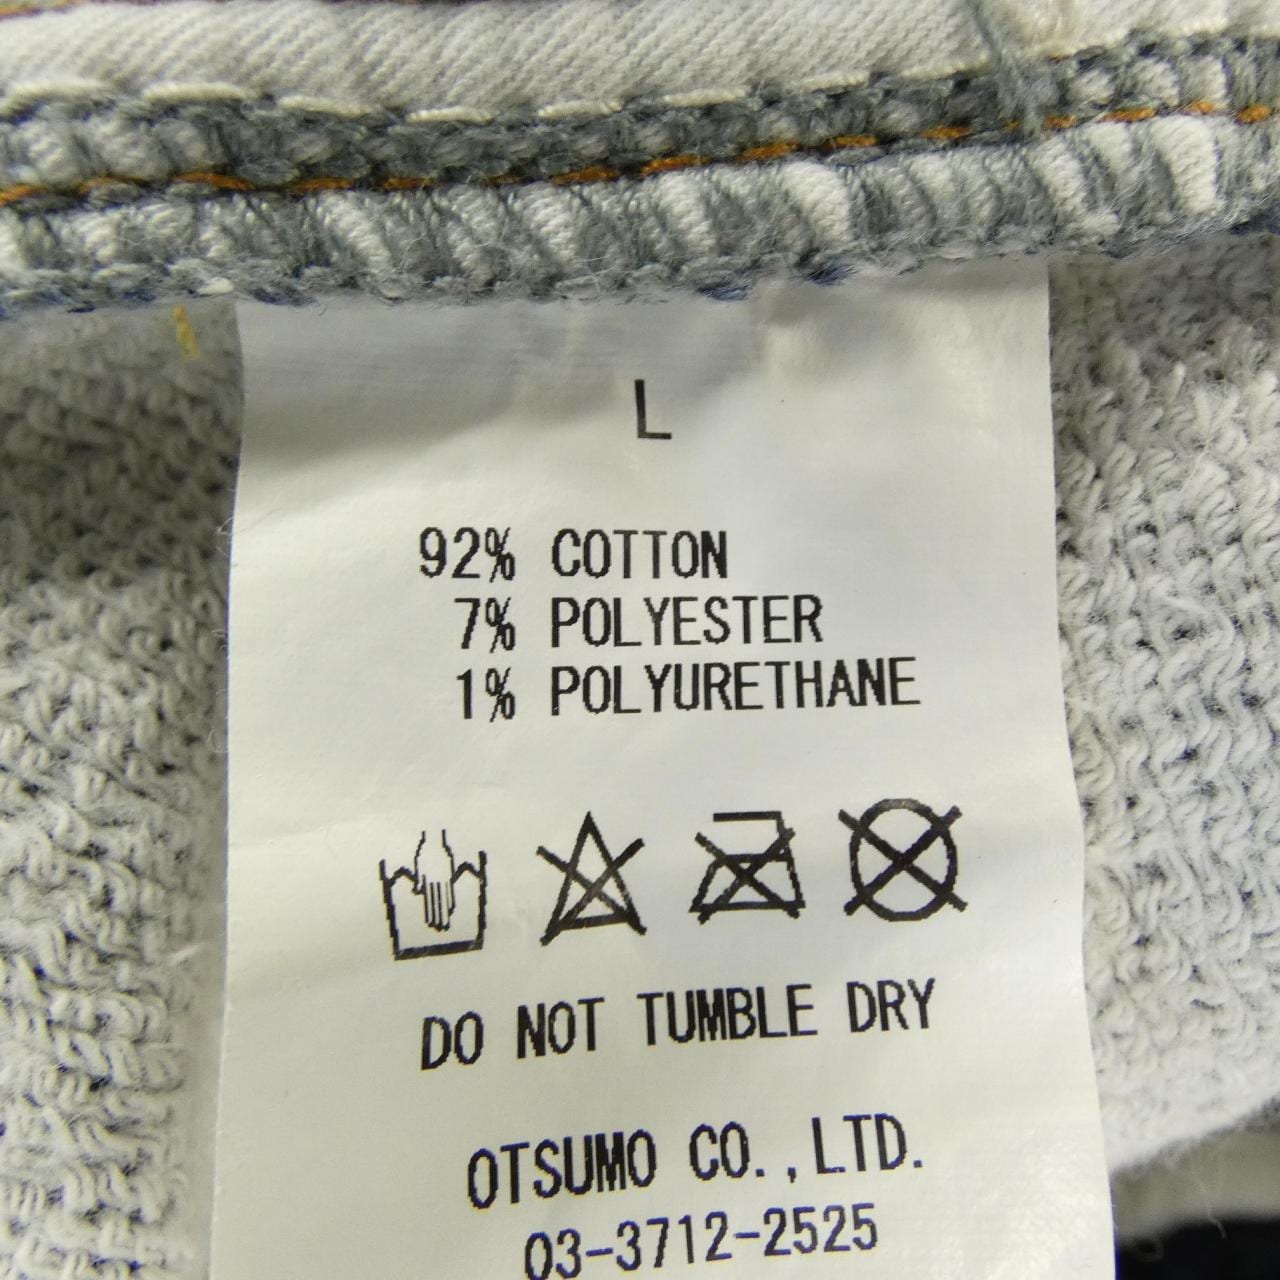 L
92% COTTON
7% POLYESTER
1% POLYURETHANE
DO NOT TUMBLE DRY
OTSUMO CO.,LTD.
03-3712-2525